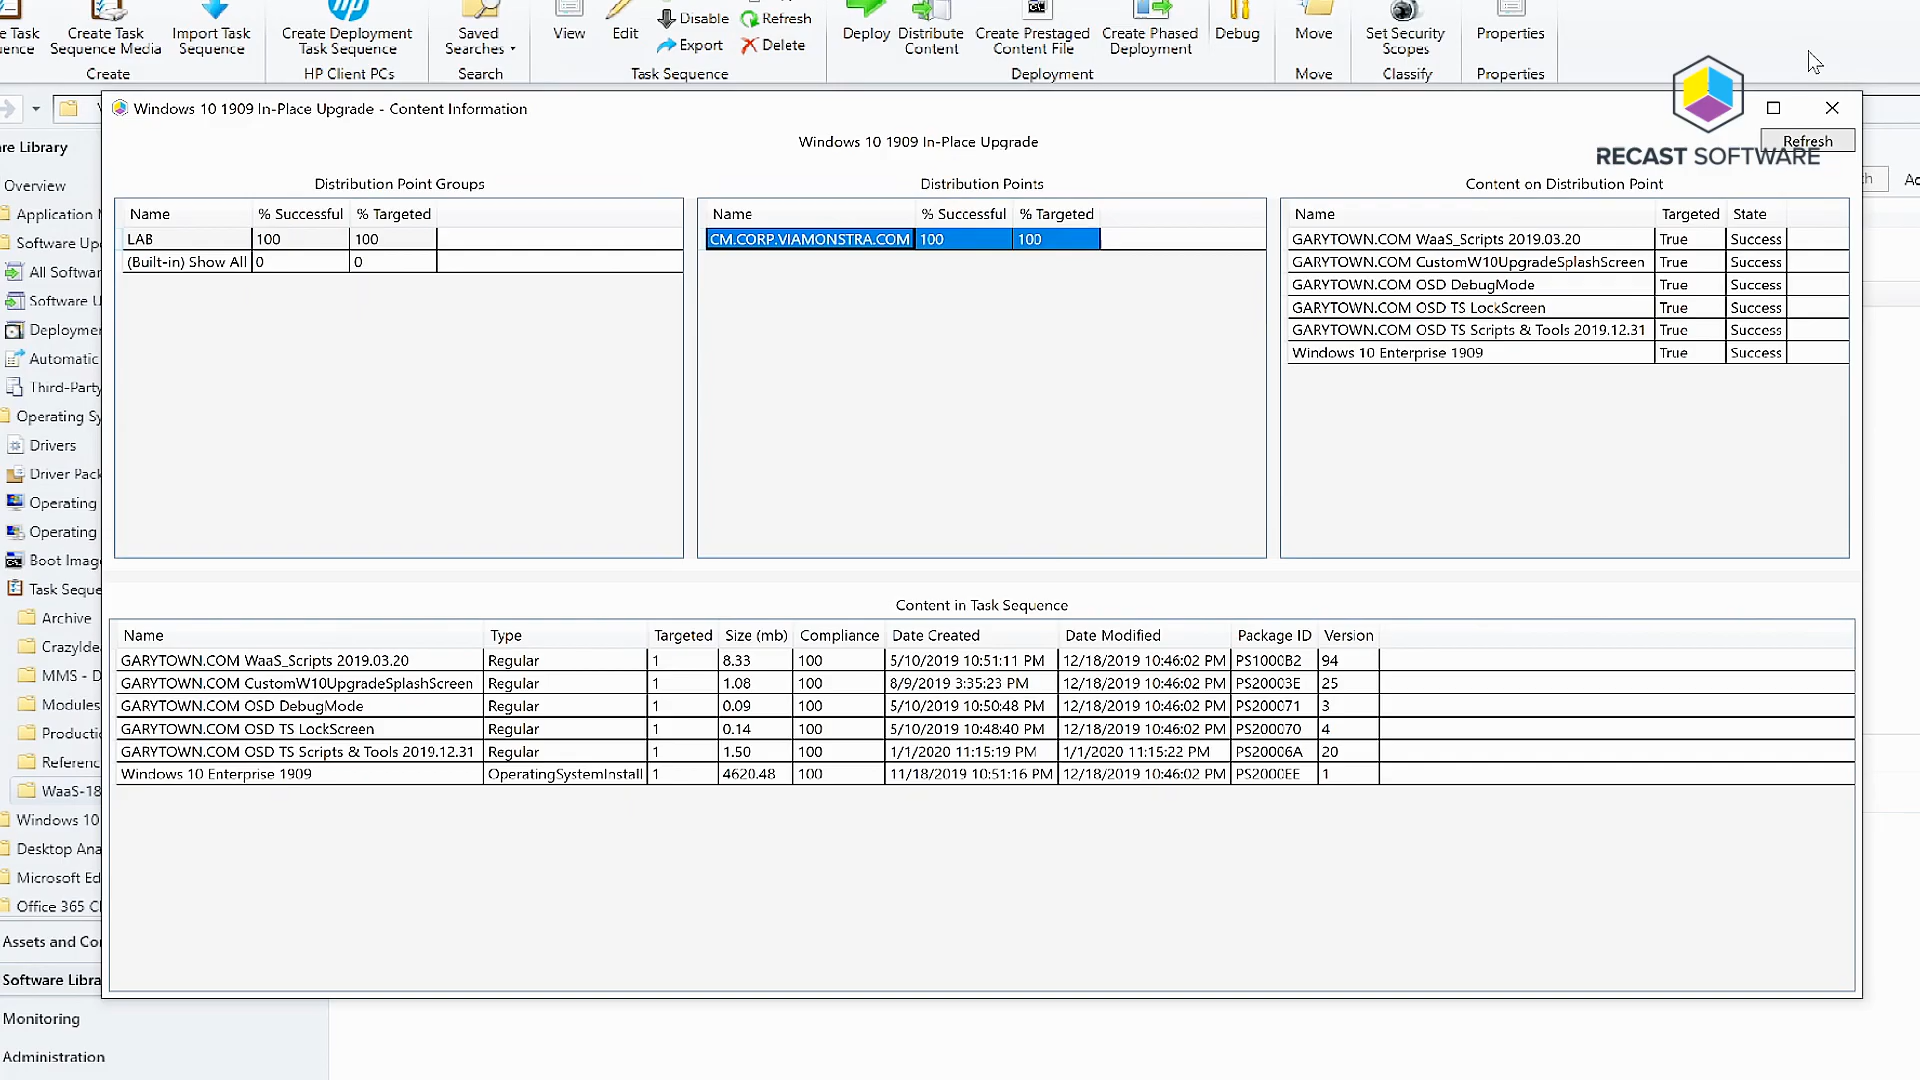 e Task
uence
Create Task
Sequence Media
Import Task
Sequence
Create
Create Deployment
Task Sequence
HP Client PCs
Saved
Searches
Search
View
Edit
Disable
Export
Refresh
Delete
Task Sequence
Deploy
Distribute
Content
Create Prestaged
Content File
Create Phased
Deployment
Deployment
Debug
Move
Move
Set Security
Scopes
Classify
Properties
Properties
RECAST SOFTWARE
Windows 10 1909 In-Place Upgrade - Content Information
Windows 10 1909 In-Place Upgrade
Refresh
Distribution Point Groups
Name % Successful % Targeted
LAB 100 100
(Built-in) Show All 0 0
Distribution Points
Name % Successful % Targeted
CM.CORP.VIAMONSTRA.COM 100 100
Content on Distribution Point
Name Targeted State
GARYTOWN.COM WaaS_Scripts 2019.03.20 True Success
GARYTOWN.COM CustomW10UpgradeSplashScreen True Success
GARYTOWN.COM OSD DebugMode True Success
GARYTOWN.COM OSD TS LockScreen True Success
GARYTOWN.COM OSD TS Scripts & Tools 2019.12.31 True Success
Windows 10 Enterprise 1909 True Success
Content in Task Sequence
Name Type Targeted Size (mb) Compliance Date Created Date Modified Package ID Version
GARYTOWN.COM WaaS_Scripts 2019.03.20 Regular 1 8.33 100 5/10/2019 10:51:11 PM 12/18/2019 10:46:02 PM PS1000B2 94
GARYTOWN.COM CustomW10UpgradeSplashScreen Regular 1 1.08 100 8/9/2019 3:35:23 PM 12/18/2019 10:46:02 PM PS20003E 25
GARYTOWN.COM OSD DebugMode Regular 1 0.09 100 5/10/2019 10:50:48 PM 12/18/2019 10:46:02 PM PS200071 3
GARYTOWN.COM OSD TS LockScreen Regular 1 0.14 100 5/10/2019 10:48:40 PM 12/18/2019 10:46:02 PM PS200070 4
GARYTOWN.COM OSD TS Scripts & Tools 2019.12.31 Regular 1 1.50 100 1/1/2020 11:15:19 PM 1/1/2020 11:15:22 PM PS20006A 20
Windows 10 Enterprise 1909 OperatingSystemInstall 1 4620.48 100 11/18/2019 10:51:16 PM 12/18/2019 10:46:02 PM PS2000EE 1
re Library
Overview
Application
Software Up
All Softwar
Software U
Deployme
Automatic
Third-Party
Operating Sy
Drivers
Driver Pack
Operating
Operating
Boot Imag
Task Seque
Archive
CrazyIdea
MMS - D
Modules
Producti
Referenc
WaaS-18
Windows 10
Desktop Ana
Microsoft Ed
Office 365 Cl
Assets and Co
Software Libra
Monitoring
Administration